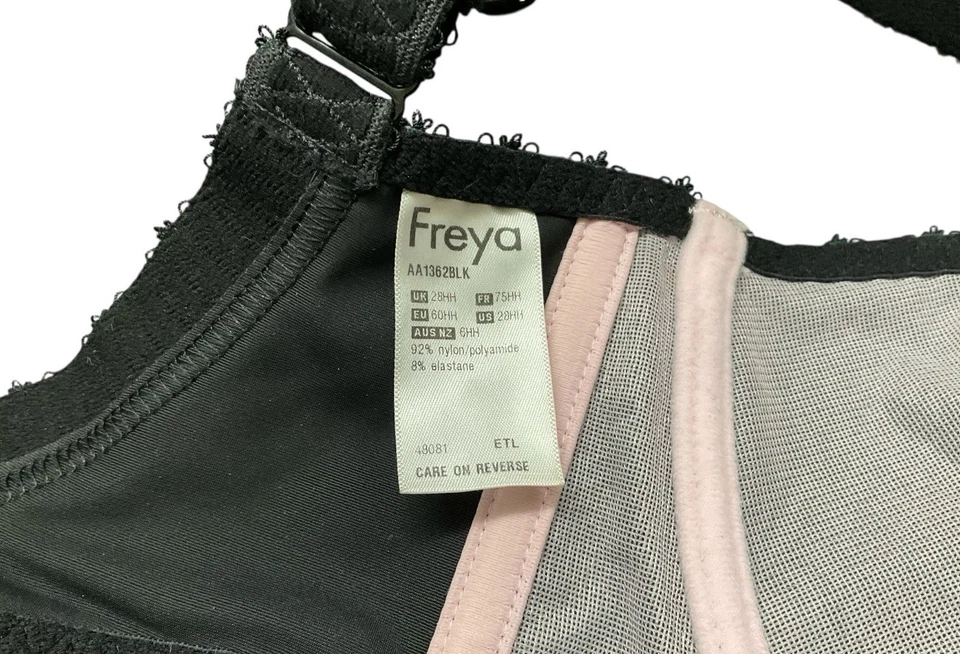 Freya
AA1362BLK
UK 28HH FR 75HH
EU 60HH US 28HH
AUS NZ 6HH
92% nylon/polyamide
8% elastane
48081 ETL
CARE ON REVERSE